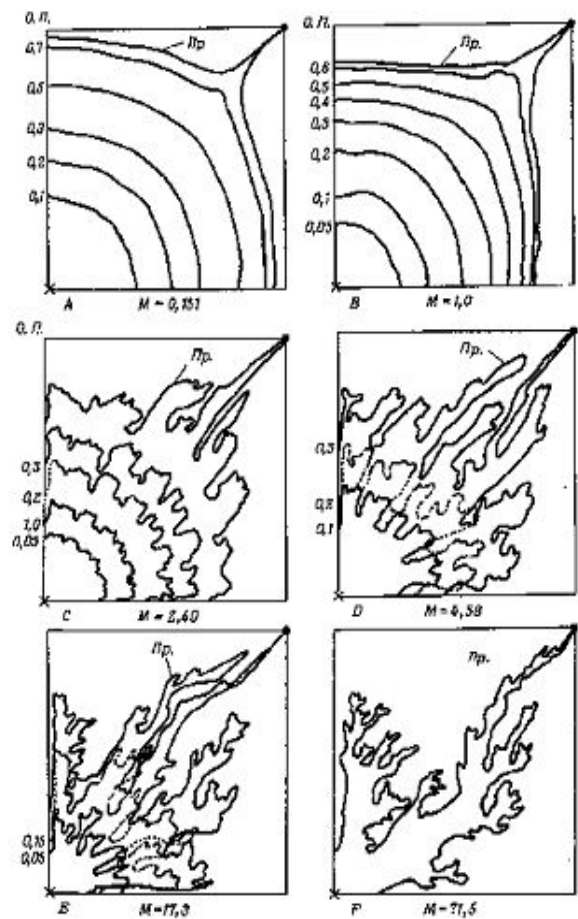 О. П.
Пр.
0,7
0,5
0,3
0,2
0,1
А М = 0,151
Пр.
0,6
0,5
0,4
0,3
0,2
0,1
0,05
В М = 1,0
О. П.
Пр.
0,3
0,2
1,0
0,05
С М = 2,40
Пр.
0,3
0,2
0,1
D М = 4,58
Пр.
0,15
0,05
Е М = 17,3
Пр.
F М = 71,5